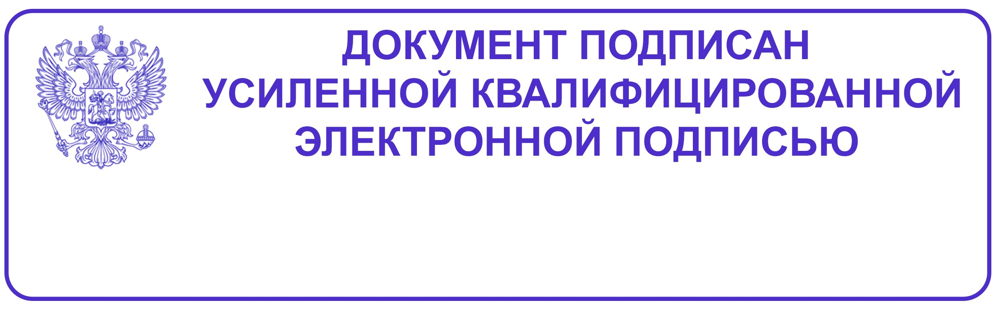 ДОКУМЕНТ ПОДПИСАН
УСИЛЕННОЙ КВАЛИФИЦИРОВАННОЙ
ЭЛЕКТРОННОЙ ПОДПИСЬЮ